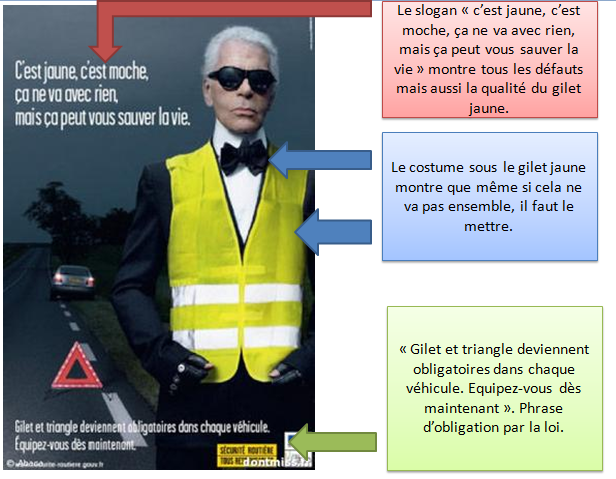 C'est jaune, c'est moche,
ça ne va avec rien,
mais ça peut vous sauver la vie.
Gilet et triangle deviennent obligatoires dans chaque véhicule.
Équipez-vous dès maintenant.
SÉCURITÉ ROUTIÈRE
dontmiss.fr
Le slogan « c'est jaune, c'est
moche, ça ne va avec rien,
mais ça peut vous sauver la
vie » montre tous les défauts
mais aussi la qualité du gilet
jaune.
Le costume sous le gilet jaune
montre que même si cela ne
va pas ensemble, il faut le
mettre.
« Gilet et triangle deviennent
obligatoires dans chaque
véhicule. Equipez-vous dès
maintenant ». Phrase
d'obligation par la loi.